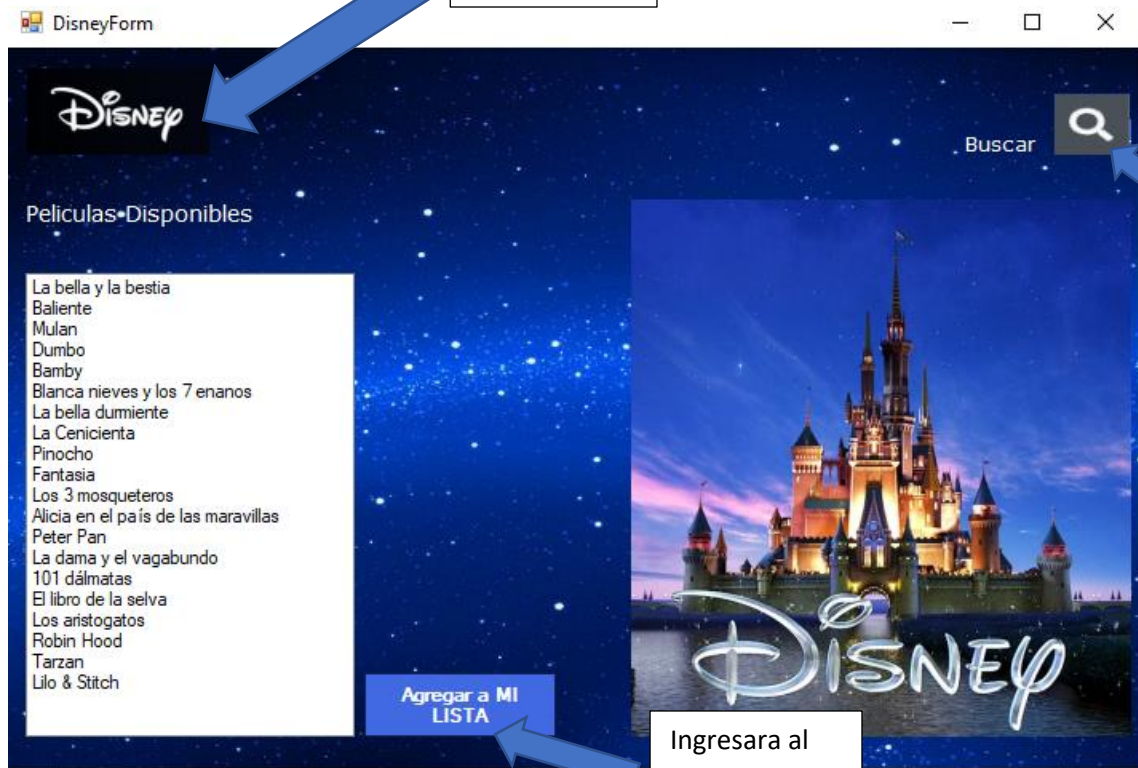 DisneyForm
Disney
Buscar
Peliculas Disponibles
La bella y la bestia
Baliente
Mulan
Dumbo
Bamby
Blanca nieves y los 7 enanos
La bella durmiente
La Cenicienta
Pinocho
Fantasia
Los 3 mosqueteros
Alicia en el país de las maravillas
Peter Pan
La dama y el vagabundo
101 dálmatas
El libro de la selva
Los aristogatos
Robin Hood
Tarzan
Lilo & Stitch
Agregar a MI
LISTA
DISNEY
Ingresara al